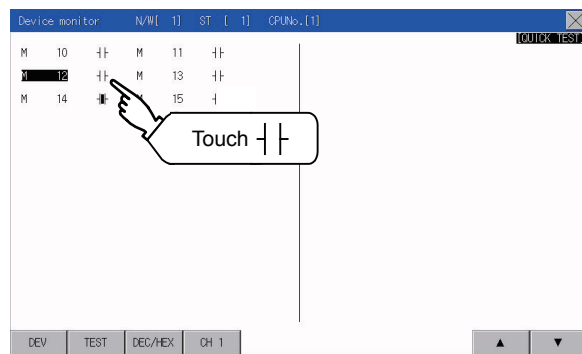 Device monitor N/W[ 1] ST [ 1] CPUNo.[1]
[QUICK TEST
M 10 M 11
M 12 M 13
M 14 15
Touch
DEV TEST DEC/HEX CH 1 ▲ ▼